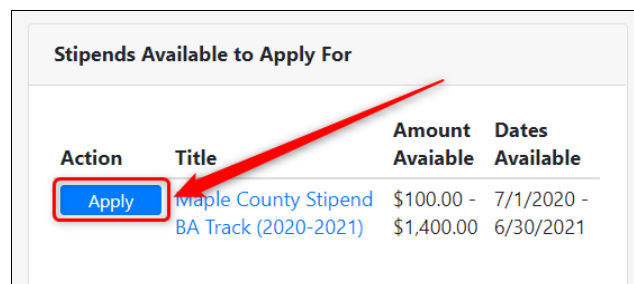 Stipends Available to Apply For
Action Title Amount Avaiable Dates Available
Apply Maple County Stipend $100.00 - 7/1/2020 -
BA Track (2020-2021) $1,400.00 6/30/2021